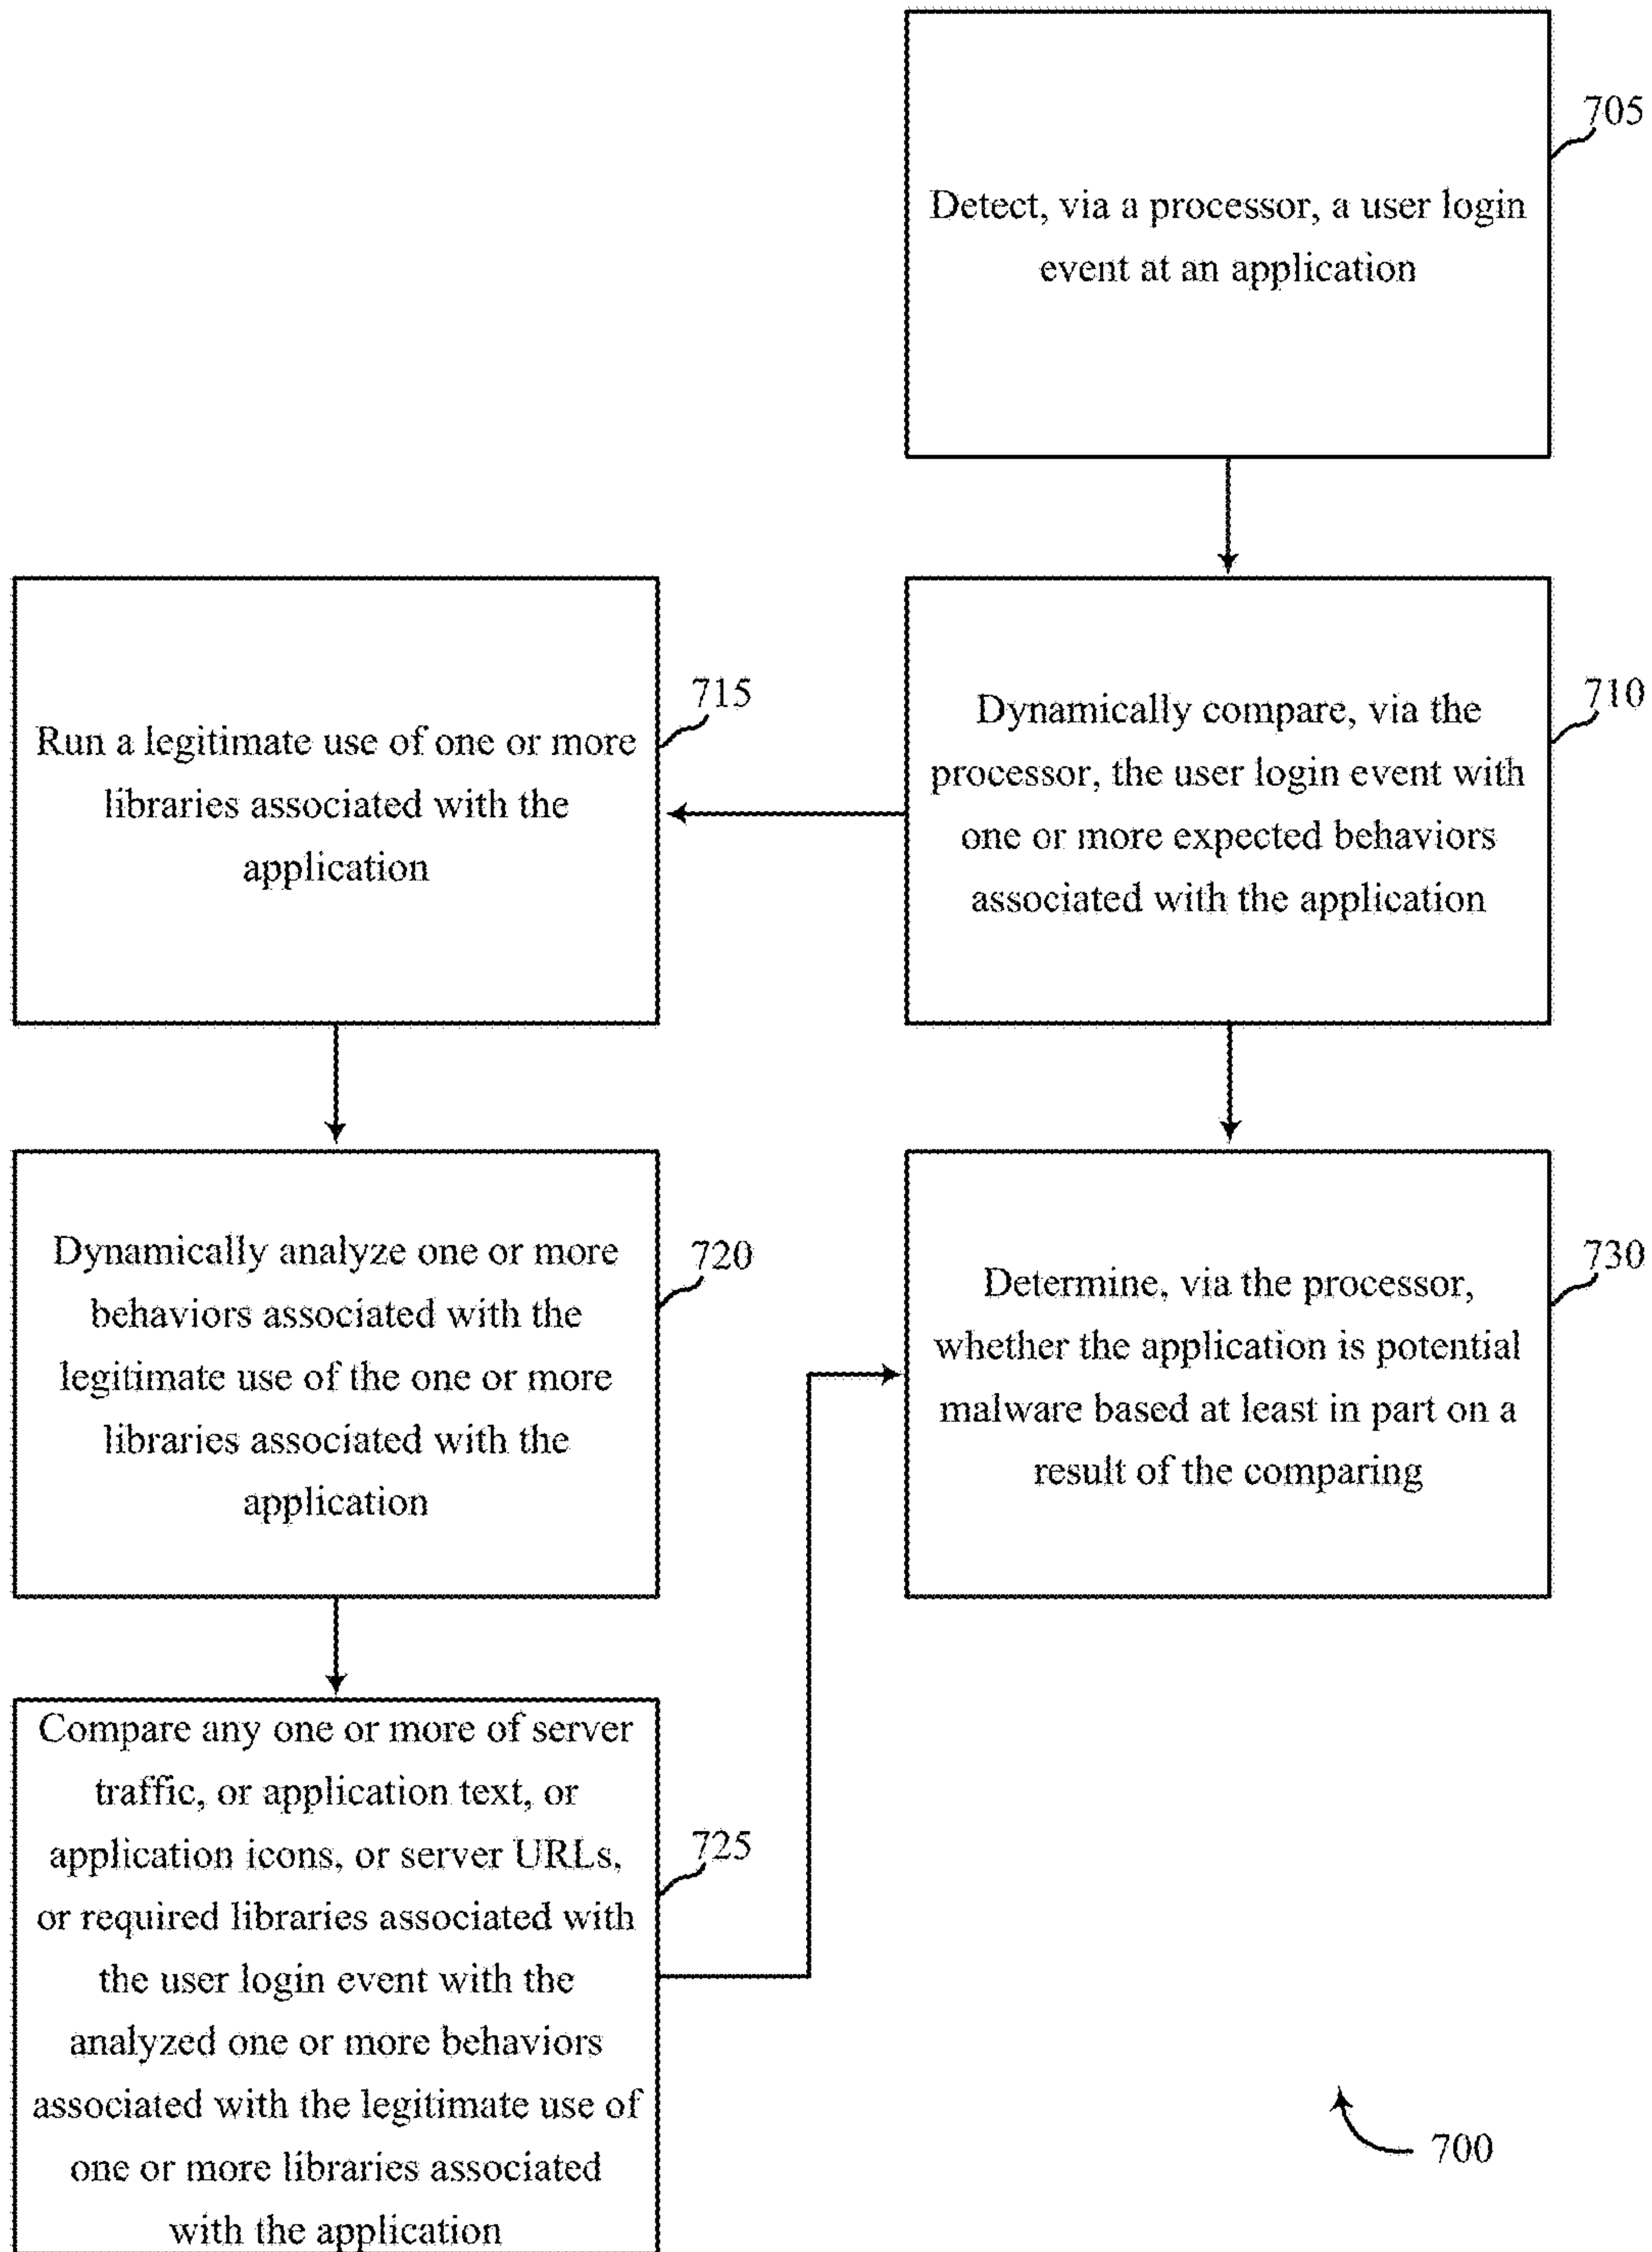 705
Detect, via a processor, a user login
event at an application
710
Dynamically compare, via the
processor, the user login event with
one or more expected behaviors
associated with the application
715
Run a legitimate use of one or more
libraries associated with the
application
720
Dynamically analyze one or more
behaviors associated with the
legitimate use of the one or more
libraries associated with the
application
725
Compare any one or more of server
traffic, or application text, or
application icons, or server URLs,
or required libraries associated with
the user login event with the
analyzed one or more behaviors
associated with the legitimate use of
one or more libraries associated
with the application
730
Determine, via the processor,
whether the application is potential
malware based at least in part on a
result of the comparing
700